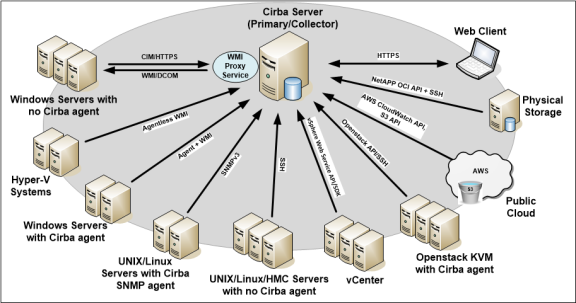 Cirba Server
(Primary/Collector)
Web Client
CIM/HTTPS
WMI
Proxy
Service
HTTPS
WMI/DCOM
NetAPP OCI API + SSH
Windows Servers with
no Cirba agent
Physical
Storage
Agentless WMI
AWS CloudWatch API,
S3 API
Agent + WMI
SNMPv3
SSH
vSphere Web Service API/SDK
Openstack API/SSH
Hyper-V
Systems
AWS
S3
Public
Cloud
Windows Servers
with Cirba agent
UNIX/Linux
Servers with Cirba
SNMP agent
UNIX/Linux/HMC Servers
with no Cirba agent
vCenter
Openstack KVM
with Cirba agent